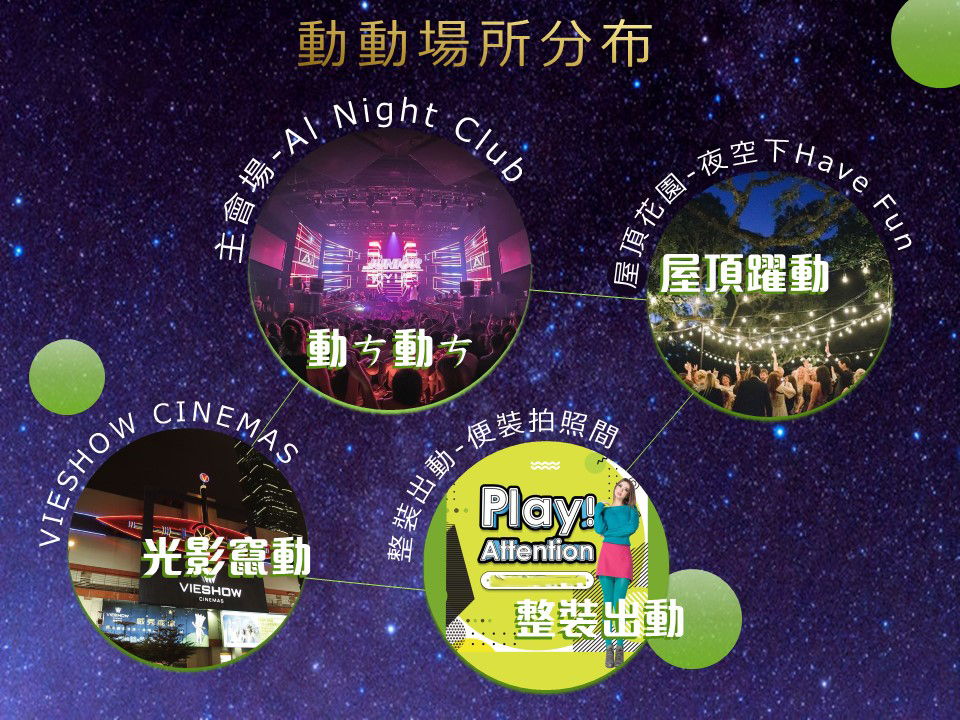 動動場所分布
主會場-AI Night Club
動ㄘ動ㄘ
屋頂花園-夜空下Have Fun
屋頂躍動
VIESHOW CINEMAS
光影竄動
VIESHOW
CINEMAS
整裝出動-便裝拍照間
Play!
Attention
整裝出動